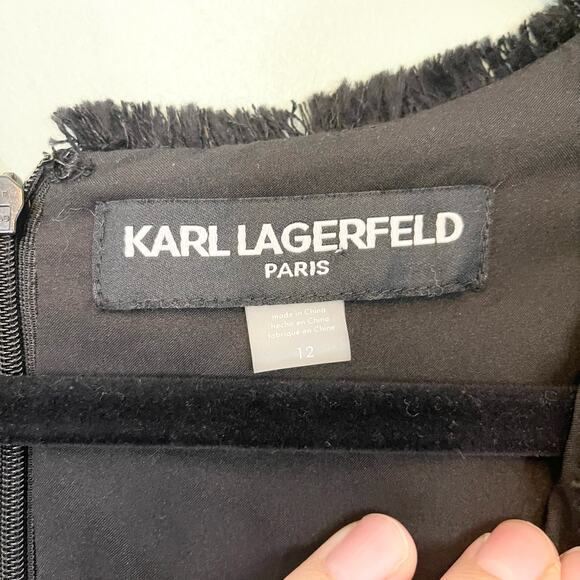 KARL LAGERFELD
PARIS
made in China
hecho en China
fabriqué en Chine
12